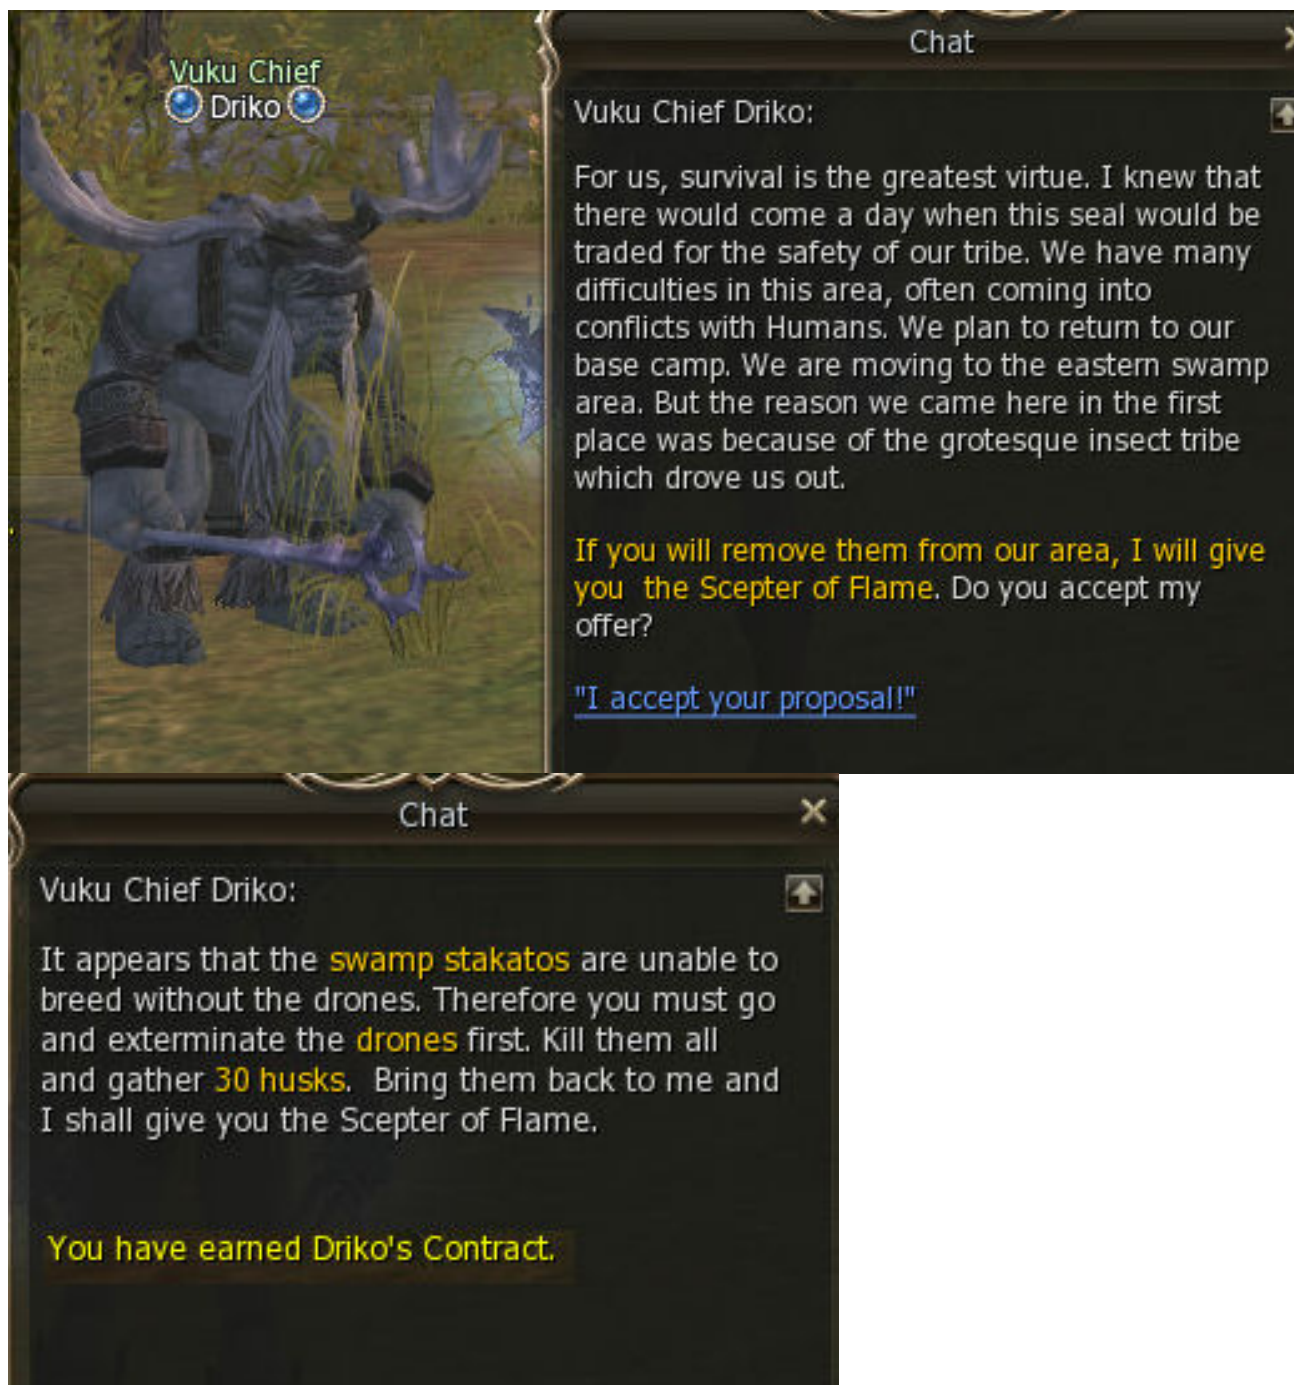 Vuku Chief
Driko
Chat
Vuku Chief Driko:
For us, survival is the greatest virtue. I knew that
there would come a day when this seal would be
traded for the safety of our tribe. We have many
difficulties in this area, often coming into
conflicts with Humans. We plan to return to our
base camp. We are moving to the eastern swamp
area. But the reason we came here in the first
place was because of the grotesque insect tribe
which drove us out.
If you will remove them from our area, I will give
you  the Scepter of Flame. Do you accept my
offer?
"I accept your proposal!"
Chat
Vuku Chief Driko:
It appears that the swamp stakatos are unable to
breed without the drones. Therefore you must go
and exterminate the drones first. Kill them all
and gather 30 husks.  Bring them back to me and
I shall give you the Scepter of Flame.
You have earned Driko's Contract.